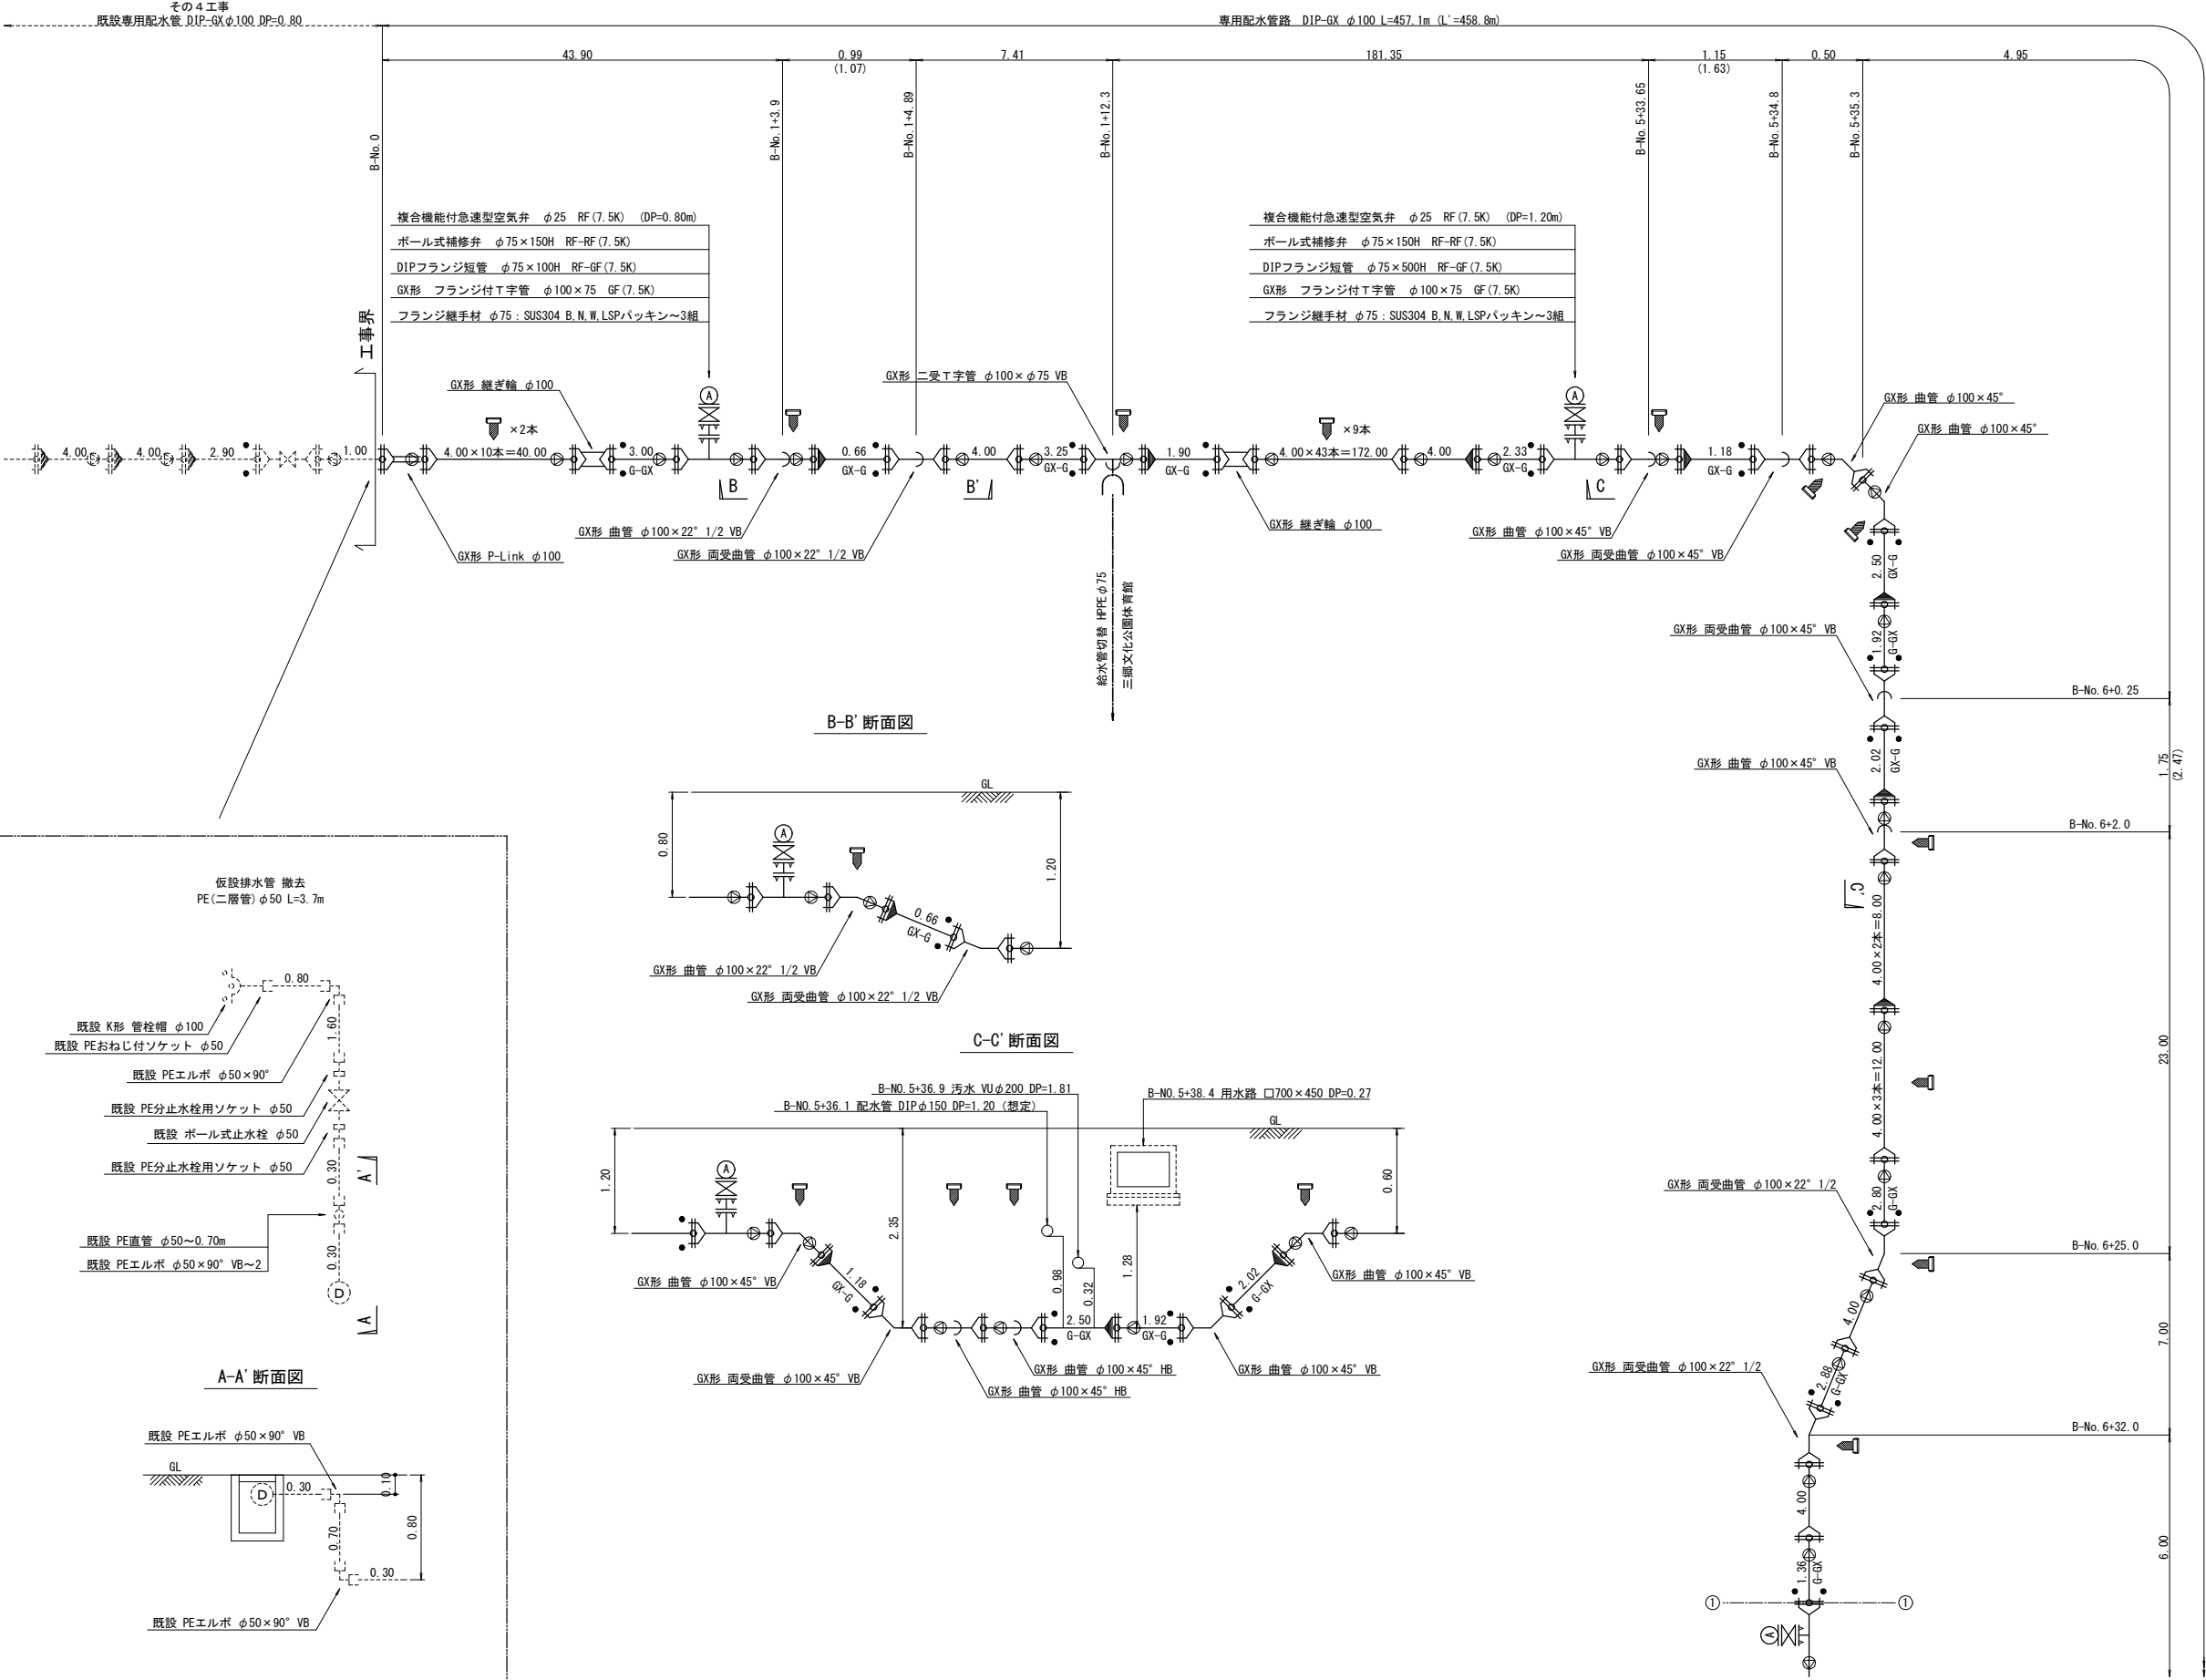 その４工事
既設専用配水管 DIP-GXφ100 DP=0.80
専用配水管路　DIP-GX φ100 L=457.1m (L'=458.8m)
43.90
0.99
(1.07)
7.41
181.35
1.15
(1.63)
0.50
4.95
B-No.0
B-No.1+3.9
B-No.1+4.89
B-No.1+12.3
B-No.5+33.65
B-No.5+34.8
B-No.5+35.3
複合機能付急速型空気弁　φ25　RF(7.5K)　(DP=0.80m)
ボール式補修弁　φ75×150H　RF-RF(7.5K)
DIPフランジ短管　φ75×100H　RF-GF(7.5K)
GX形　フランジ付Ｔ字管　φ100×75　GF(7.5K)
フランジ継手材 φ75：SUS304 B,N,W,LSPパッキン～3組
複合機能付急速型空気弁　φ25　RF(7.5K)　(DP=1.20m)
ボール式補修弁　φ75×150H　RF-RF(7.5K)
DIPフランジ短管　φ75×500H　RF-GF(7.5K)
GX形　フランジ付Ｔ字管　φ100×75　GF(7.5K)
フランジ継手材 φ75：SUS304 B,N,W,LSPパッキン～3組
工事界
GX形 継ぎ輪 φ100
GX形 二受Ｔ字管 φ100×φ75 VB
GX形 曲管 φ100×45°
GX形 曲管 φ100×45°
×2本
×9本
A
A
4.00
4.00
2.90
1.00
4.00×10本＝40.00
3.00
G-GX
0.66
GX-G
4.00
3.25
GX-G
1.90
GX-G
4.00×43本＝172.00
4.00
2.33
GX-G
1.18
GX-G
B
B'
C
GX形 P-Link φ100
GX形 曲管 φ100×22° 1/2 VB
GX形 両受曲管 φ100×22° 1/2 VB
GX形 継ぎ輪 φ100
GX形 曲管 φ100×45° VB
GX形 両受曲管 φ100×45° VB
給水管切替 HPPEφ75
三郷文化公園体育館
2.50
GX-G
1.92
G-GX
GX形 両受曲管 φ100×45° VB
B-No.6+0.25
2.02
GX-G
1.75
(2.47)
GX形 曲管 φ100×45° VB
B-No.6+2.0
C'
4.00×2本＝8.00
4.00×3本＝12.00
23.00
2.80
G-GX
GX形 両受曲管 φ100×22° 1/2
B-No.6+25.0
4.00
2.88
G-GX
7.00
GX形 両受曲管 φ100×22° 1/2
B-No.6+32.0
4.00
1.36
G-GX
6.00
①
①
A
B-B' 断面図
GL
0.80
1.20
A
0.66
GX-G
GX形 曲管 φ100×22° 1/2 VB
GX形 両受曲管 φ100×22° 1/2 VB
C-C' 断面図
B-NO.5+36.9 汚水 VUφ200 DP=1.81
B-NO.5+36.1 配水管 DIPφ150 DP=1.20 (想定)
B-NO.5+38.4 用水路 口700×450 DP=0.27
GL
1.20
2.35
0.60
A
1.18
GX-G
0.98
0.32
1.28
2.02
G-GX
2.50
G-GX
1.92
GX-G
GX形 曲管 φ100×45° VB
GX形 曲管 φ100×45° VB
GX形 両受曲管 φ100×45° VB
GX形 曲管 φ100×45° HB
GX形 曲管 φ100×45° HB
GX形 曲管 φ100×45° VB
仮設排水管 撤去
PE(二層管)φ50 L=3.7m
0.80
1.60
既設 K形 管栓帽 φ100
既設 PEおねじ付ソケット φ50
既設 PEエルボ φ50×90°
既設 PE分止水栓用ソケット φ50
既設 ボール式止水栓 φ50
既設 PE分止水栓用ソケット φ50
0.30
A'
既設 PE直管 φ50～0.70m
既設 PEエルボ φ50×90° VB～2
0.30
D
A
A-A' 断面図
既設 PEエルボ φ50×90° VB
GL
D
0.30
0.10
0.70
0.80
0.30
既設 PEエルボ φ50×90° VB